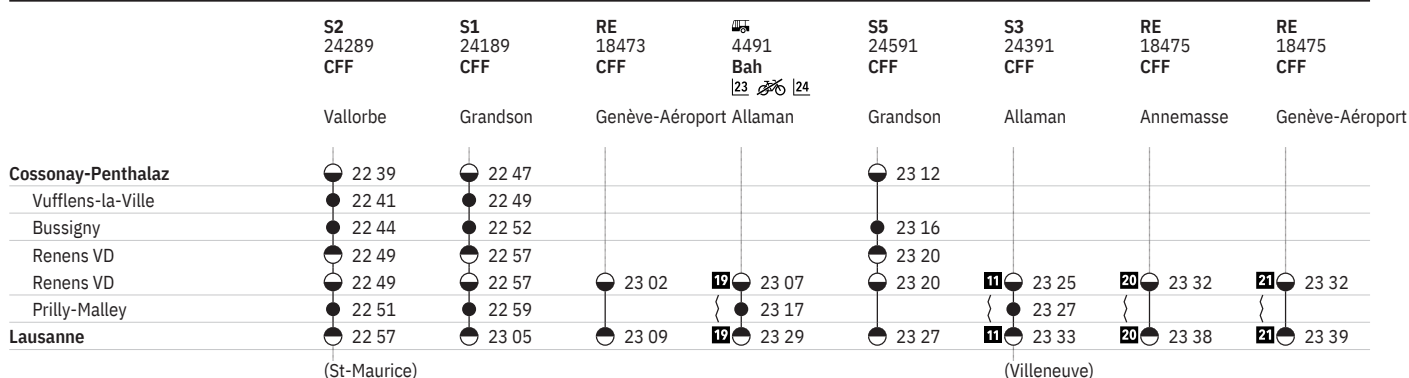 S2 S1 RE 4491 S5 S3 RE RE
24289 24189 18473 Bah 24591 24391 18475 18475
CFF CFF CFF 23 24 CFF CFF CFF CFF
Vallorbe Grandson Genève-Aéroport Allaman Grandson Allaman Annemasse Genève-Aéroport
Cossonay-Penthalaz 22 39 22 47 23 12
Vufflens-la-Ville 22 41 22 49
Bussigny 22 44 22 52 23 16
Renens VD 22 49 22 57 23 20
Renens VD 22 49 22 57 23 02 19 23 07 23 20 11 23 25 20 23 32 21 23 32
Prilly-Malley 22 51 22 59 23 17 23 27
Lausanne 22 57 23 05 23 09 19 23 29 23 27 11 23 33 20 23 38 21 23 39
(St-Maurice) (Villeneuve)